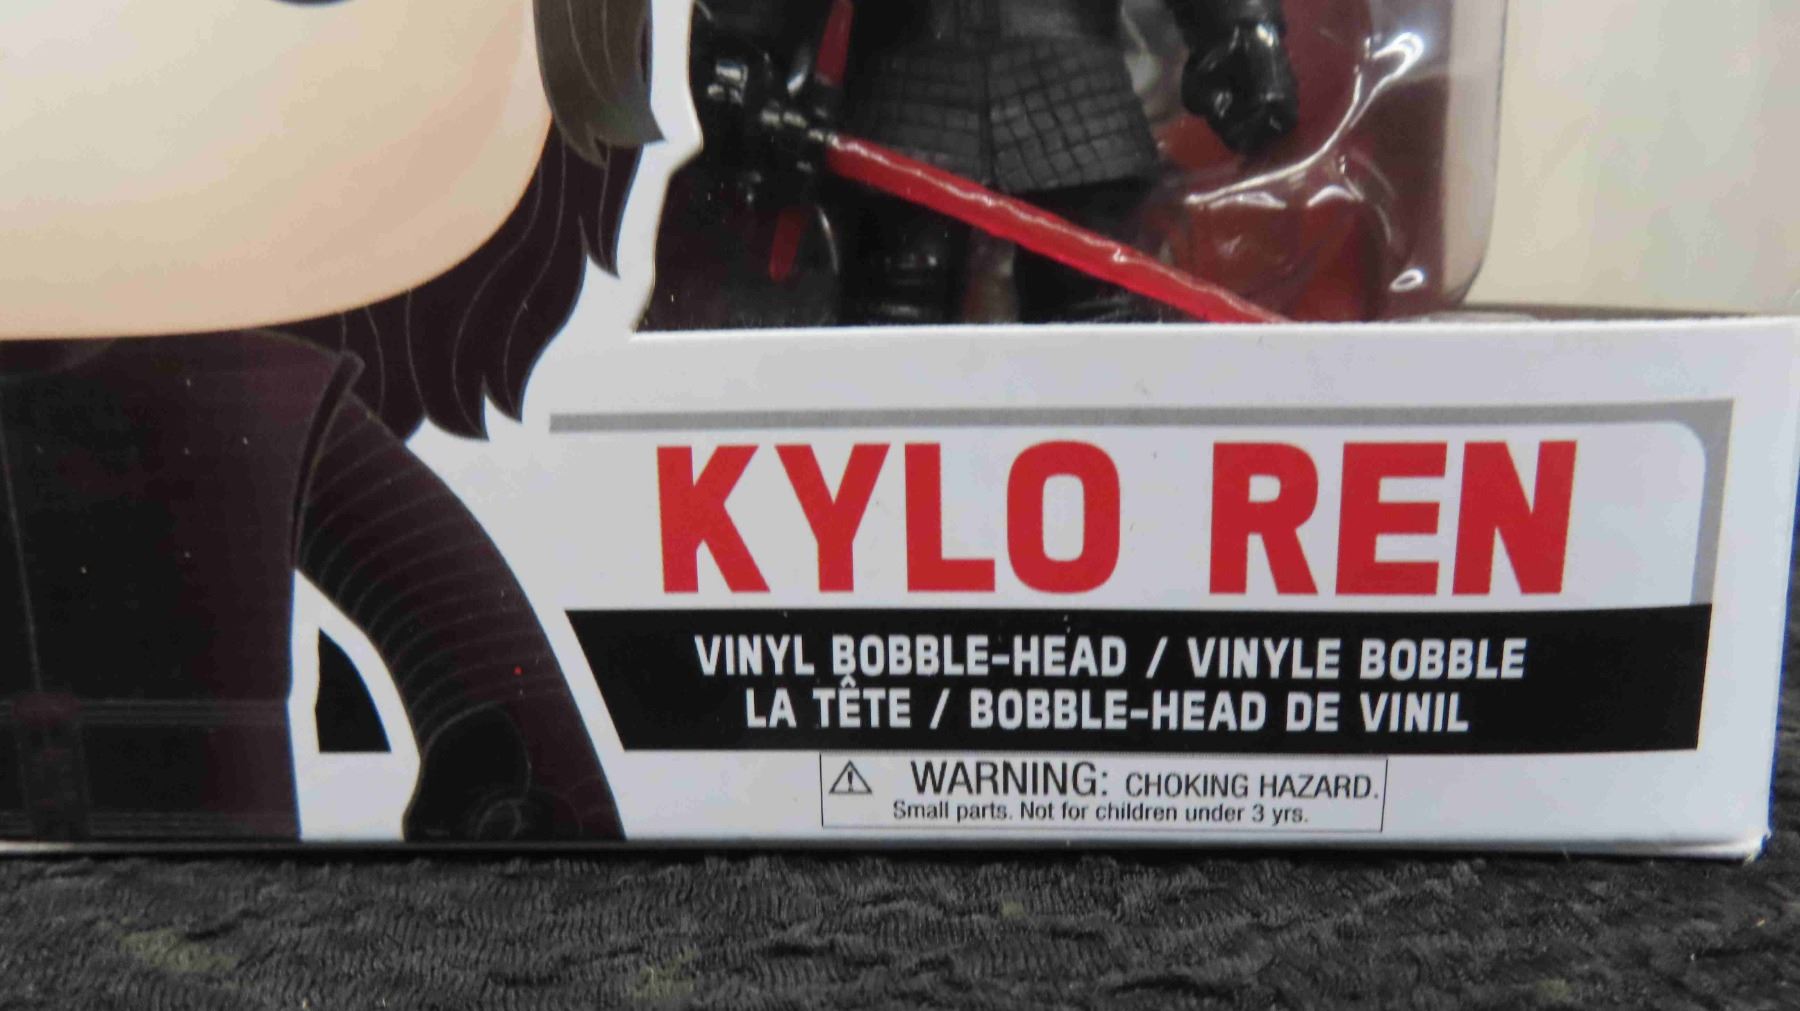 KYLO REN
VINYL BOBBLE-HEAD / VINYLE BOBBLE
LA TÊTE / BOBBLE-HEAD DE VINIL
WARNING: CHOKING HAZARD.
Small parts. Not for children under 3 yrs.